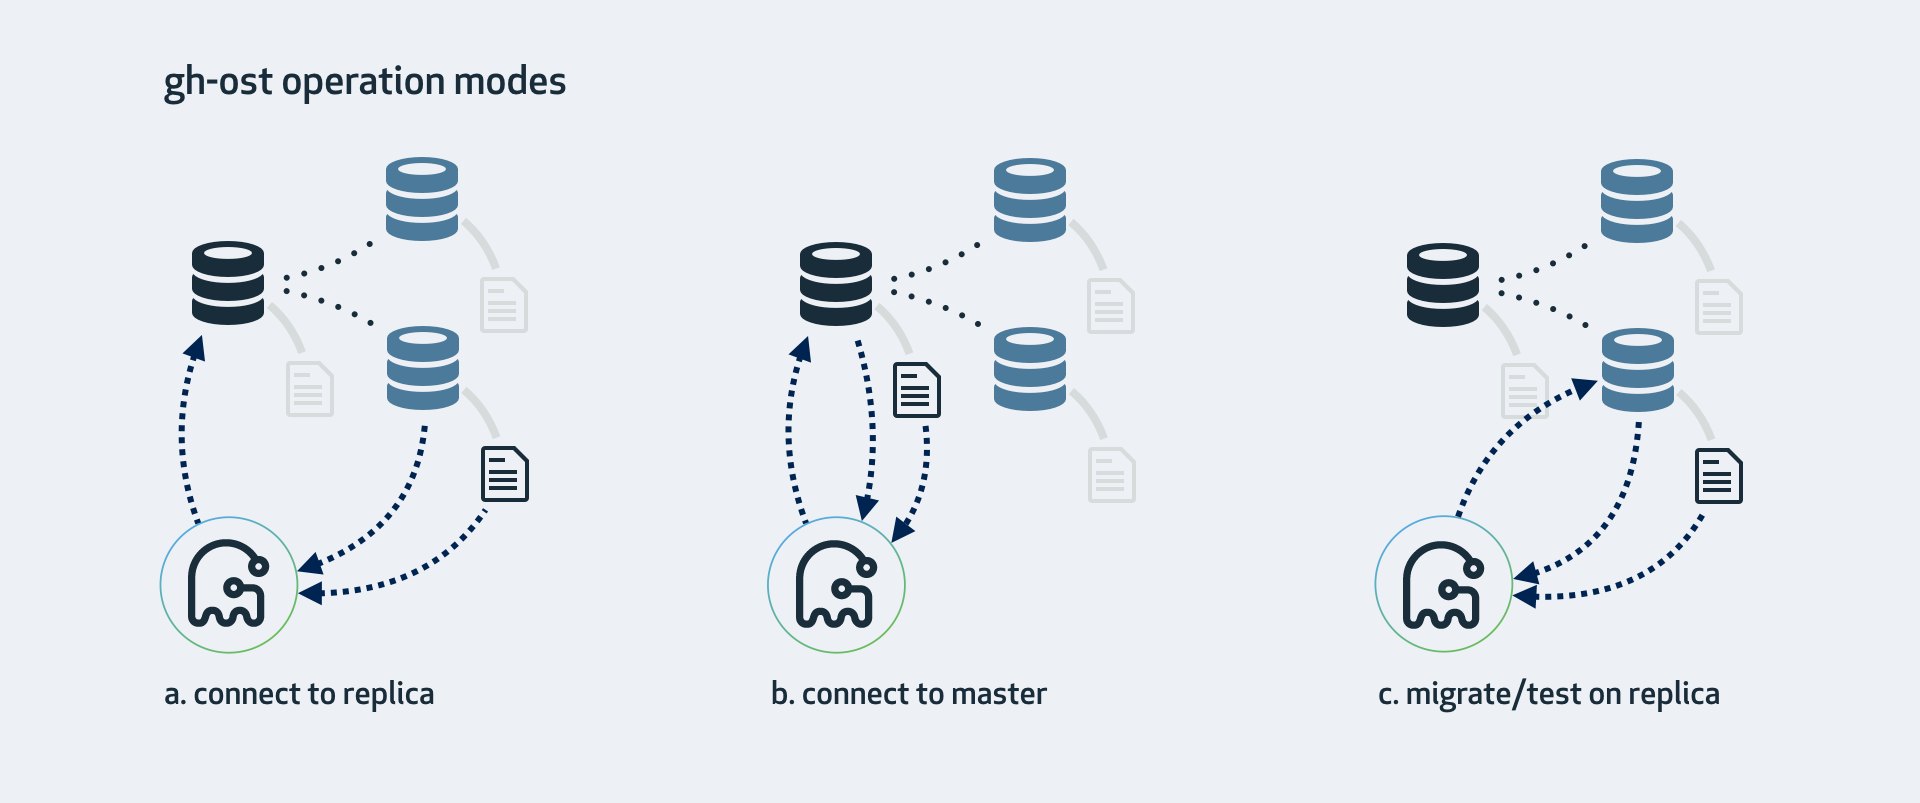 gh-ost operation modes
a. connect to replica
b. connect to master
c. migrate/test on replica